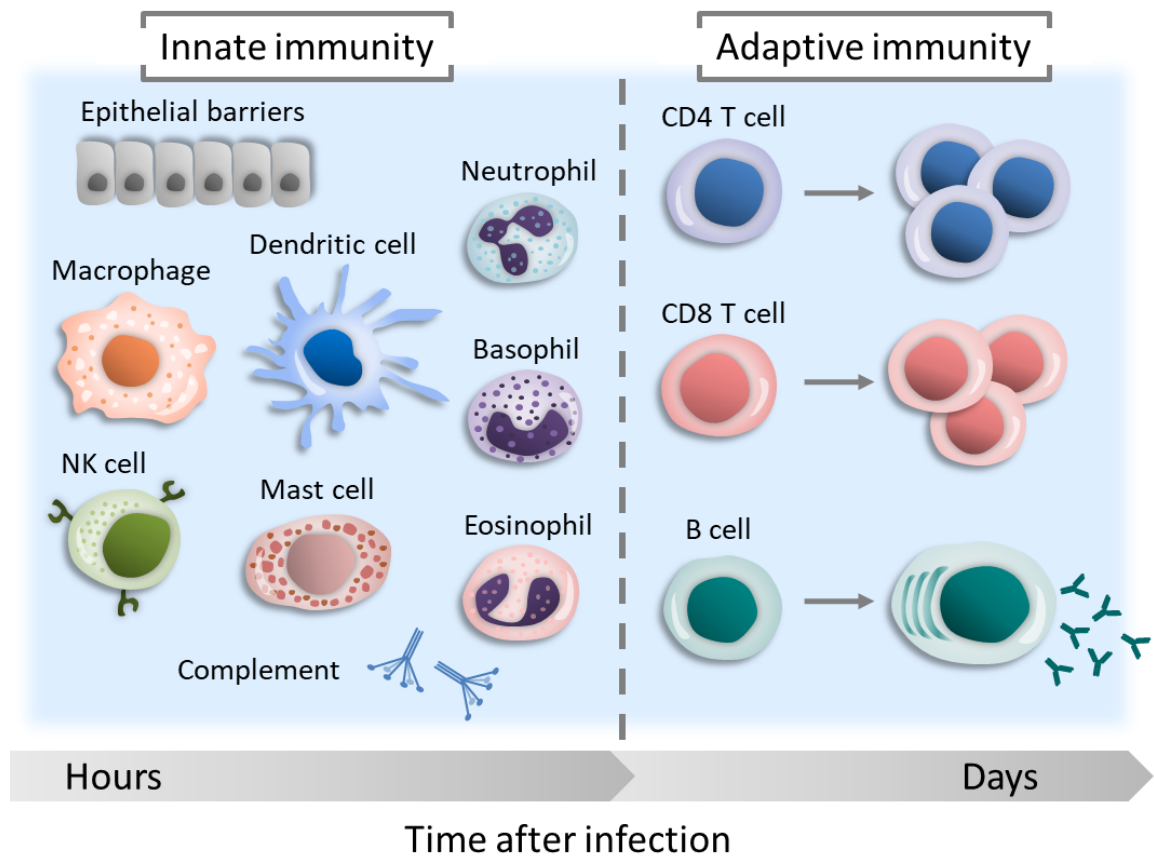 Innate immunity
Adaptive immunity
Epithelial barriers
Neutrophil
Dendritic cell
Macrophage
Basophil
NK cell
Mast cell
Eosinophil
Complement
CD4 T cell
CD8 T cell
B cell
Hours
Days
Time after infection